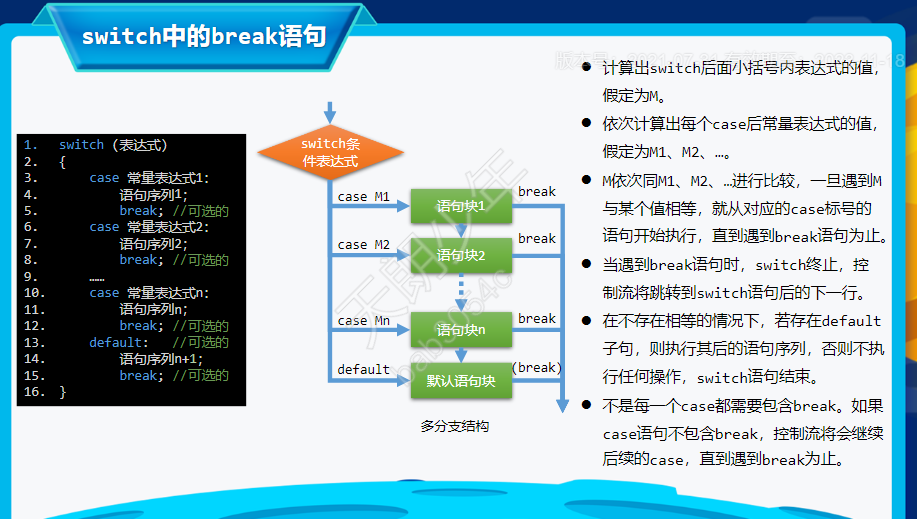 switch中的break语句
1. switch (表达式)
2. {
3. case 常量表达式1:
4. 语句序列1;
5. break; //可选的
6. case 常量表达式2:
7. 语句序列2;
8. break; //可选的
9. ……
10. case 常量表达式n:
11. 语句序列n;
12. break; //可选的
13. default: //可选的
14. 语句序列n+1;
15. break; //可选的
16. }
switch条
件表达式
case M1
语句块1
break
case M2
语句块2
break
case Mn
语句块n
break
default
默认语句块
(break)
多分支结构
● 计算出switch后面小括号内表达式的值，
假定为M。
● 依次计算出每个case后常量表达式的值，
假定为M1、M2、…。
● M依次同M1、M2、…进行比较，一旦遇到M
与某个值相等，就从对应的case标号的
语句开始执行，直到遇到break语句为止。
● 当遇到break语句时，switch终止，控
制流将跳转到switch语句后的下一行。
● 在不存在相等的情况下，若存在default
子句，则执行其后的语句序列，否则不执
行任何操作，switch语句结束。
● 不是每一个case都需要包含break。如果
case语句不包含break，控制流将会继续
后续的case，直到遇到break为止。
天朗少年